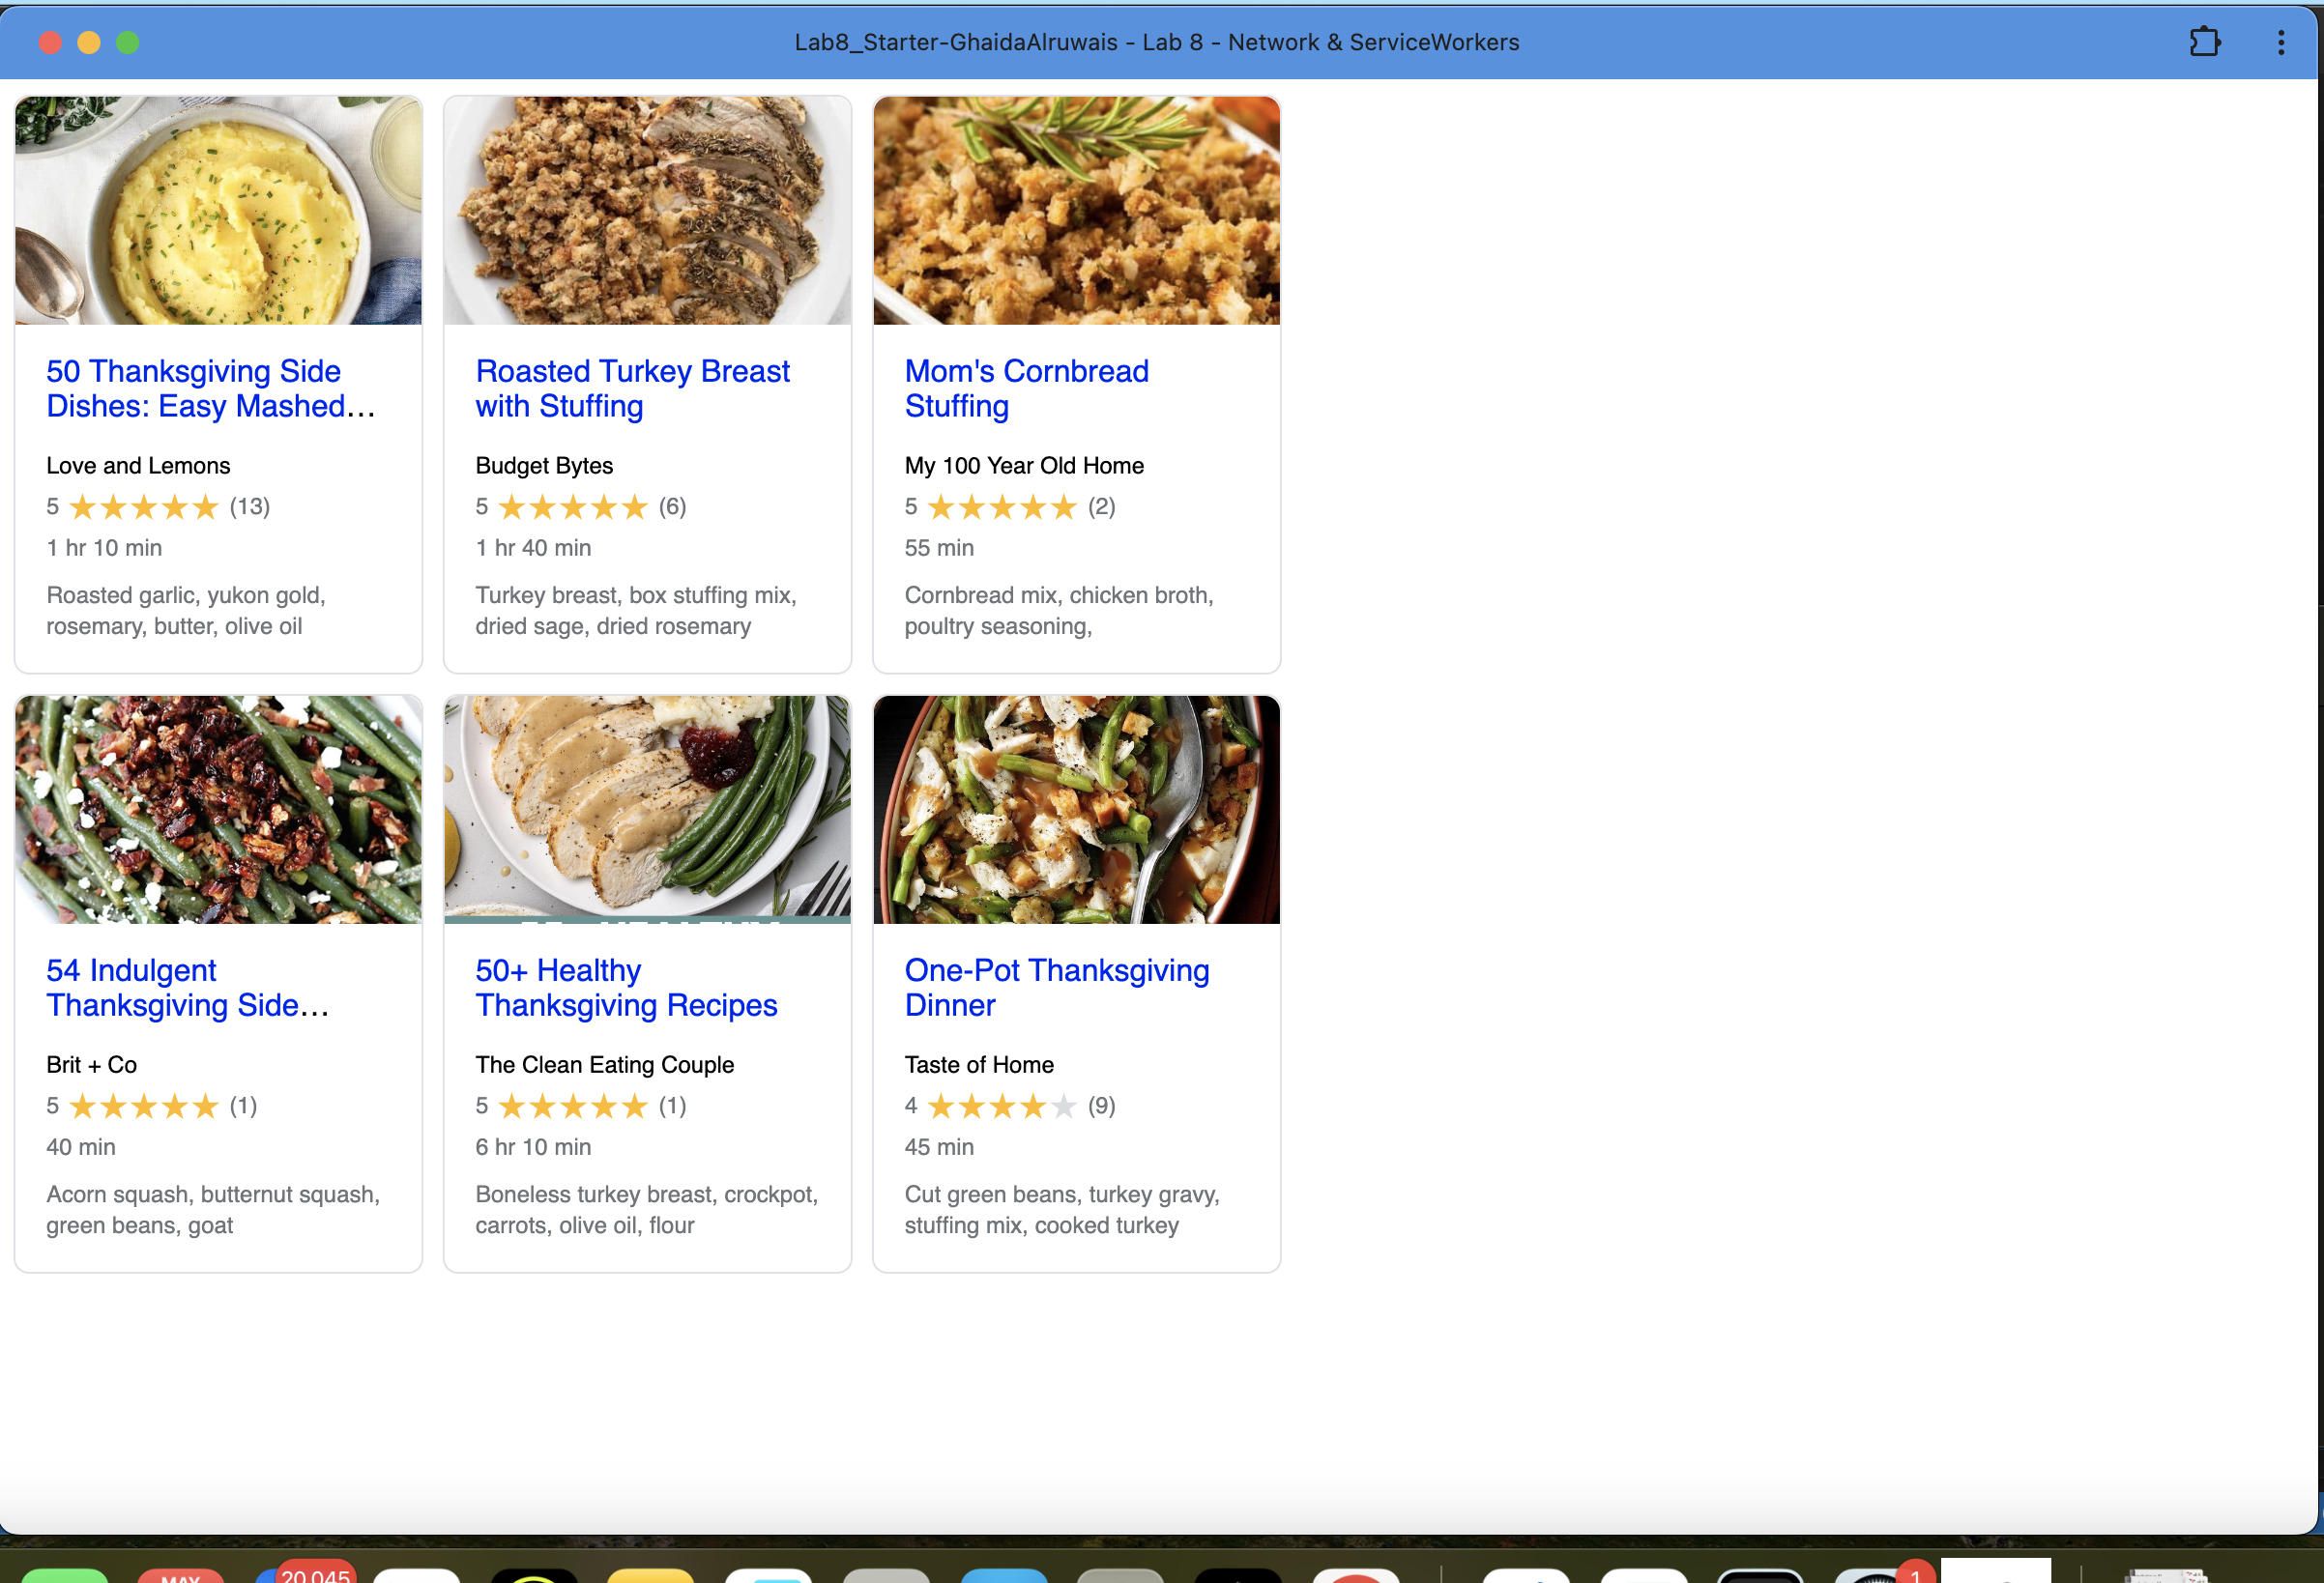 Lab8_Starter-GhaidaAlruwais - Lab 8 - Network & ServiceWorkers
50 Thanksgiving Side
Dishes: Easy Mashed...
Love and Lemons
5 ★★★★★ (13)
1 hr 10 min
Roasted garlic, yukon gold,
rosemary, butter, olive oil
Roasted Turkey Breast
with Stuffing
Budget Bytes
5 ★★★★★ (6)
1 hr 40 min
Turkey breast, box stuffing mix,
dried sage, dried rosemary
Mom's Cornbread
Stuffing
My 100 Year Old Home
5 ★★★★★ (2)
55 min
Cornbread mix, chicken broth,
poultry seasoning,
54 Indulgent
Thanksgiving Side...
Brit + Co
5 ★★★★★ (1)
40 min
Acorn squash, butternut squash,
green beans, goat
50+ Healthy
Thanksgiving Recipes
The Clean Eating Couple
5 ★★★★★ (1)
6 hr 10 min
Boneless turkey breast, crockpot,
carrots, olive oil, flour
One-Pot Thanksgiving
Dinner
Taste of Home
4 ★★★★★ (9)
45 min
Cut green beans, turkey gravy,
stuffing mix, cooked turkey
MAY
20,045
1